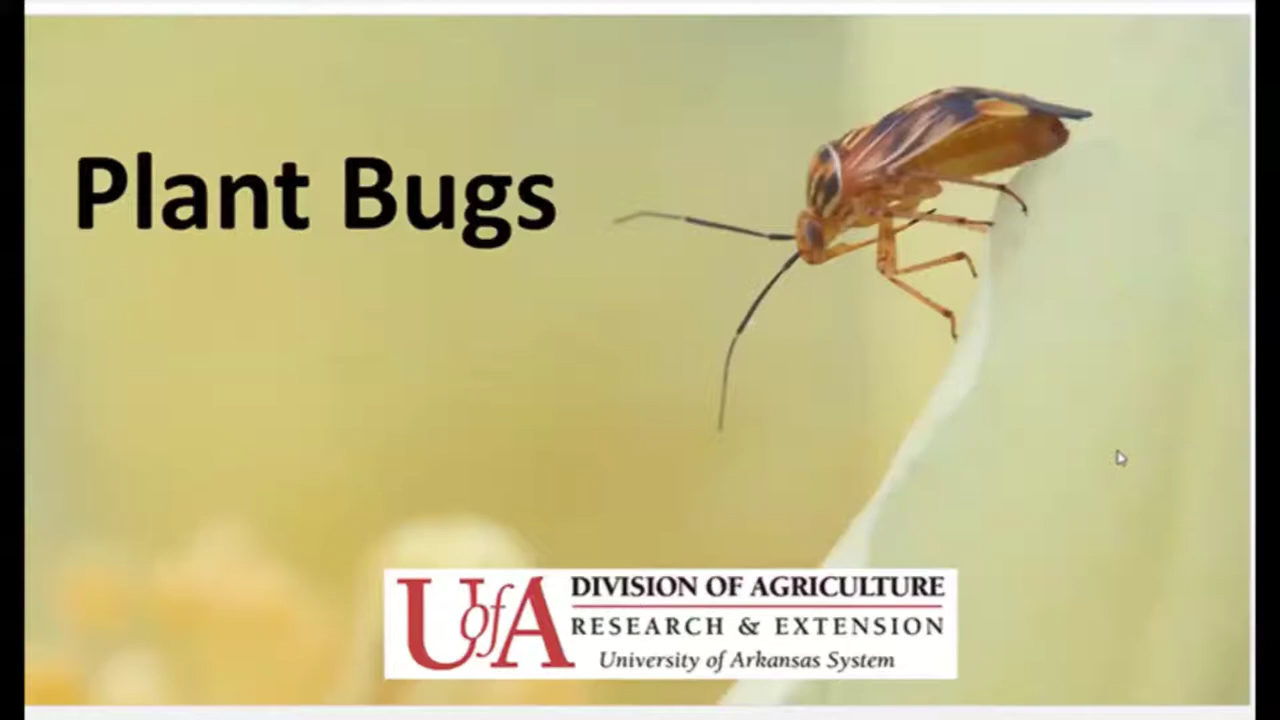 Plant Bugs
UofA
DIVISION OF AGRICULTURE
RESEARCH & EXTENSION
University of Arkansas System